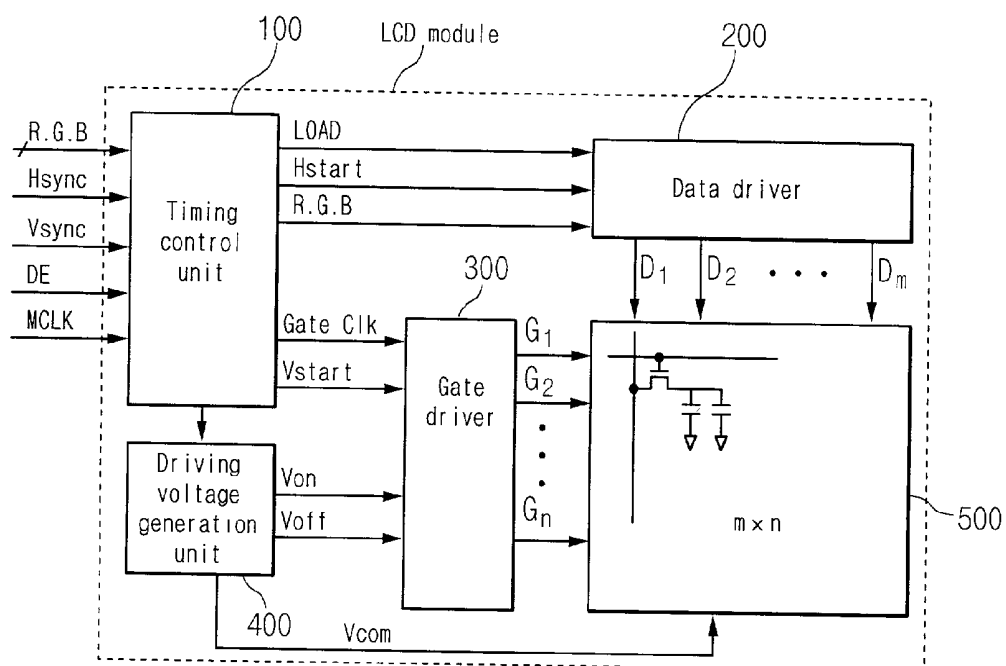 LCD module
100
200
R.G.B
Hsync
Vsync
DE
MCLK
Timing
control
unit
LOAD
Hstart
R.G.B
Data driver
D1
D2
• • •
Dm
300
Gate Clk
Vstart
Gate
driver
G1
G2
•
•
•
Gn
Driving
voltage
generation
unit
Von
Voff
m×n
500
400
Vcom